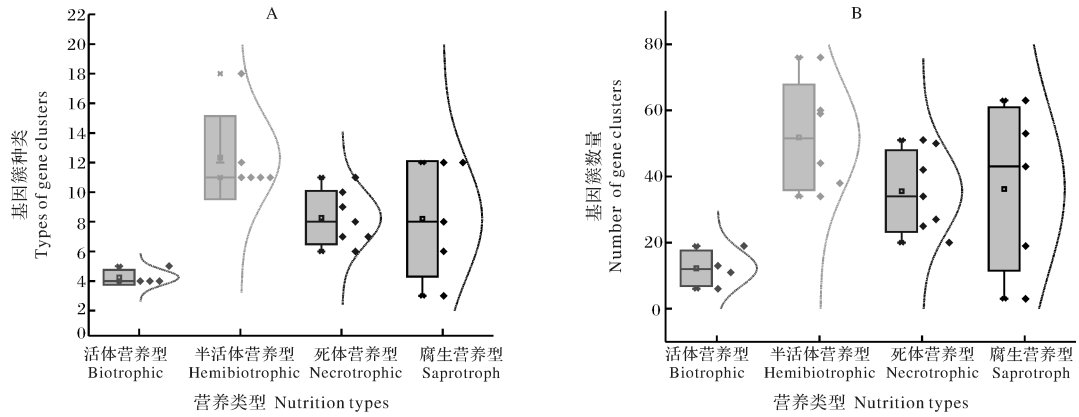 A
22
20
18
16
14
12
10
8
6
4
2
0
基因簇种类
Types of gene clusters
活体营养型 半活体营养型 死体营养型 腐生营养型
Biotrophic Hemibiotrophic Necrotrophic Saprotroph
营养类型 Nutrition types
B
80
60
40
20
0
基因簇数量
Number of gene clusters
活体营养型 半活体营养型 死体营养型 腐生营养型
Biotrophic Hemibiotrophic Necrotrophic Saprotroph
营养类型 Nutrition types